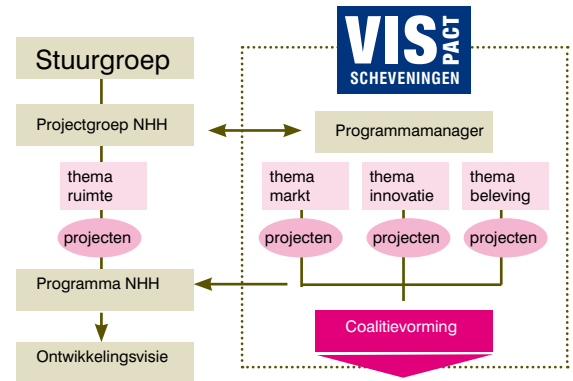 Stuurgroep
Projectgroep NHH
thema
ruimte
projecten
Programma NHH
Ontwikkelingsvisie
VIS PACT
SCHEVENINGEN
Programmamanager
thema
markt
thema
innovatie
thema
beleving
projecten
projecten
projecten
Coalitievorming